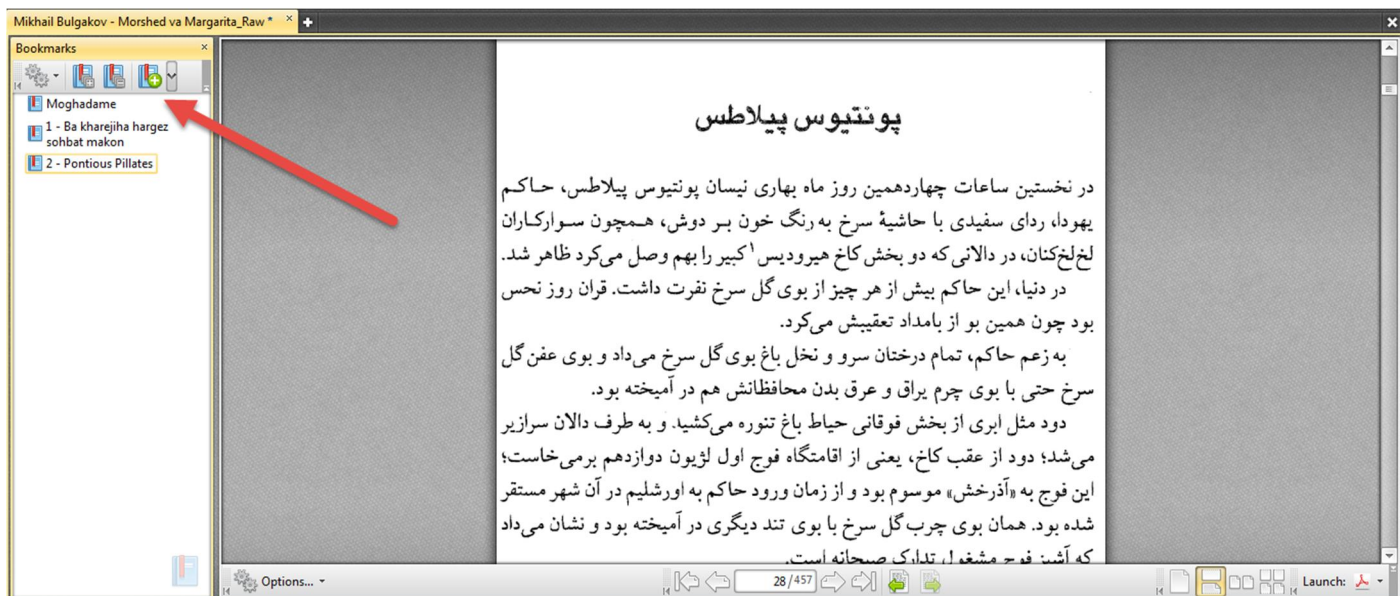 Mikhail Bulgakov - Morshed va Margarita_Raw *
Bookmarks
Moghadame
1 - Ba kharejiha hargez
sohbat makon
2 - Pontious Pillates
پونتیوس پیلاطس
در نخستین ساعات چهاردهمین روز ماه بهاری نیسان پونتیوس پیلاطس، حاکم
یهودا، ردای سفیدی با حاشیهٔ سرخ به رنگ خون بر دوش، همچون سوارکاران
لخ‌لخ‌کنان، در دالانی که دو بخش کاخ هیرودیس۱ کبیر را بهم وصل می‌کرد ظاهر شد.
در دنیا، این حاکم بیش از هر چیز از بوی گل سرخ نفرت داشت. قران روز نحس
بود چون همین بو از بامداد تعقیبش می‌کرد.
به زعم حاکم، تمام درختان سرو و نخل باغ بوی گل سرخ می‌داد و بوی عفن گل
سرخ حتی با بوی چرم یراق و عرق بدن محافظانش هم در آمیخته بود.
دود مثل ابری از بخش فوقانی حیاط باغ تنوره می‌کشید. و به طرف دالان سرازیر
می‌شد؛ دود از عقب کاخ، یعنی از اقامتگاه فوج اول لژیون دوازدهم برمی‌خاست؛
این فوج به «آذرخش» موسوم بود و از زمان ورود حاکم به اورشلیم در آن شهر مستقر
شده بود. همان بوی چرب گل سرخ با بوی تند دیگری در آمیخته بود و نشان می‌داد
که آشپز فوج مشغول تدارک صبحانه است.
Options...
28/457
Launch: